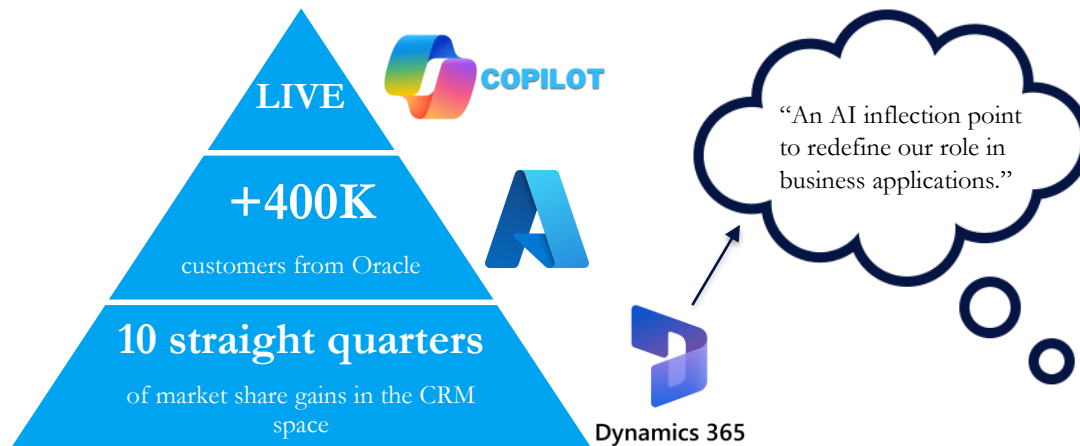 LIVE
COPILOT
“An AI inflection point
to redefine our role in
business applications.”
+400K
customers from Oracle
10 straight quarters
of market share gains in the CRM
space
Dynamics 365